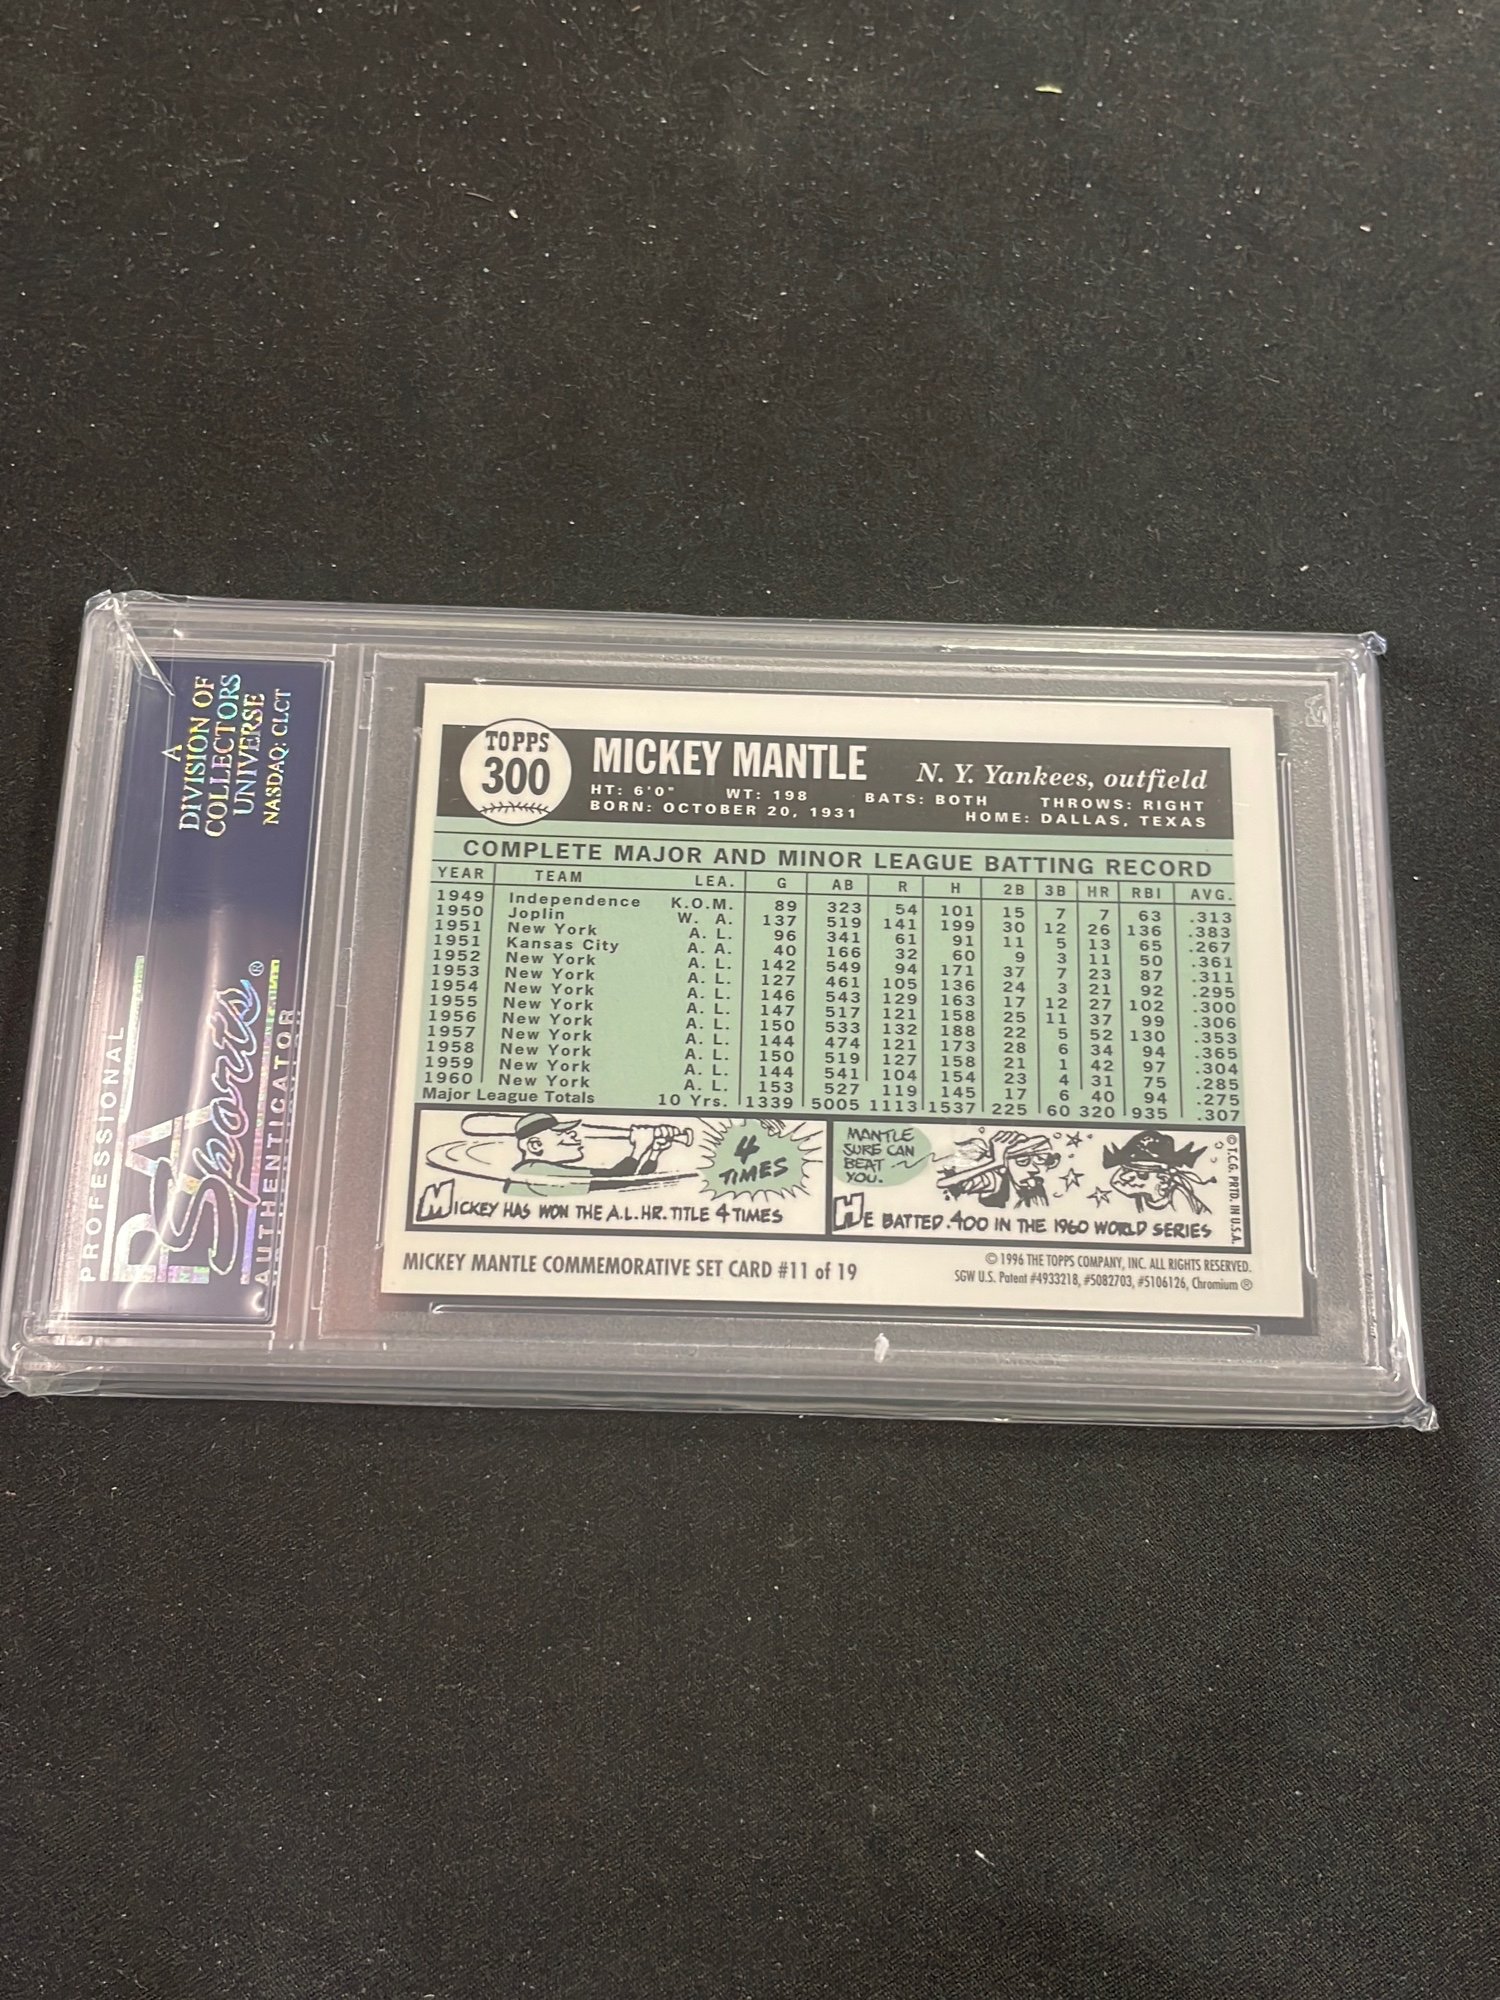 A
DIVISION OF
COLLECTORS
UNIVERSE
NASDAQ: CLCT
PROFESSIONAL
Sports®
AUTHENTICATOR
TOPPS
300
MICKEY MANTLE N. Y. Yankees, outfield
HT: 6'0" WT: 198 BATS: BOTH THROWS: RIGHT
BORN: OCTOBER 20, 1931 HOME: DALLAS, TEXAS
COMPLETE MAJOR AND MINOR LEAGUE BATTING RECORD
YEAR TEAM LEA. G AB R H 2B 3B HR RBI AVG.
1949 Independence K.O.M. 89 323 54 101 15 7 7 63 .313
1950 Joplin W. A. 137 519 141 199 30 12 26 136 .383
1951 New York A. L. 96 341 61 91 11 5 13 65 .267
1951 Kansas City A. A. 40 166 32 60 9 3 11 50 .361
1952 New York A. L. 142 549 94 171 37 7 23 87 .311
1953 New York A. L. 127 461 105 136 24 3 21 92 .295
1954 New York A. L. 146 543 129 163 17 12 27 102 .300
1955 New York A. L. 147 517 121 158 25 11 37 99 .306
1956 New York A. L. 150 533 132 188 22 5 52 130 .353
1957 New York A. L. 144 474 121 173 28 6 34 94 .365
1958 New York A. L. 150 519 127 158 21 1 42 97 .304
1959 New York A. L. 144 541 104 154 23 4 31 75 .285
1960 New York A. L. 153 527 119 145 17 6 40 94 .275
Major League Totals 10 Yrs. 1339 5005 1113 1537 225 60 320 935 .307
4
TIMES
MICKEY HAS WON THE A.L. HR. TITLE 4 TIMES
MANTLE
SURE CAN
BEAT
YOU.
HE BATTED .400 IN THE 1960 WORLD SERIES
©T.C.G. PRTD. IN U.S.A.
MICKEY MANTLE COMMEMORATIVE SET CARD #11 of 19
© 1996 THE TOPPS COMPANY, INC. ALL RIGHTS RESERVED.
SGW U.S. Patent #4933218, #5082703, #5106126, Chromium ®